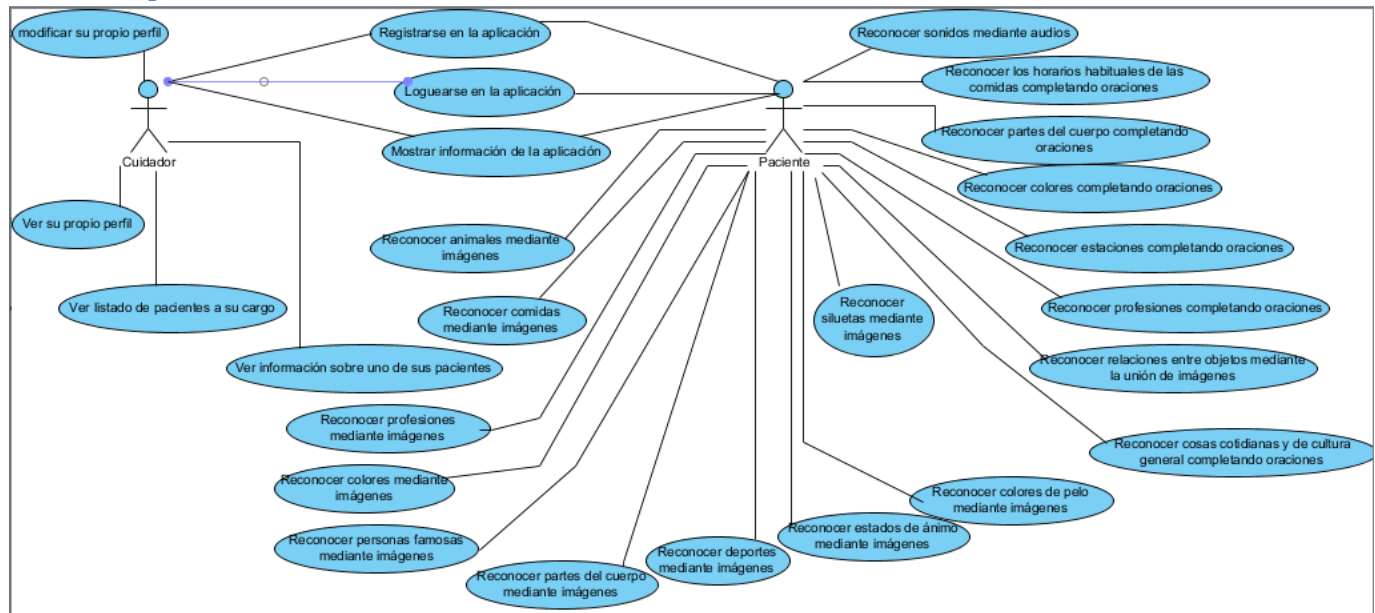 modificar su propio perfil
Registrarse en la aplicación
Reconocer sonidos mediante audios
Reconocer los horarios habituales de las
comidas completando oraciones
Loguearse en la aplicación
Reconocer partes del cuerpo completando
oraciones
Mostrar información de la aplicación
Cuidador
Paciente
Reconocer colores completando oraciones
Ver su propio perfil
Reconocer animales mediante
imágenes
Reconocer estaciones completando oraciones
Ver listado de pacientes a su cargo
Reconocer comidas
mediante imágenes
Reconocer
siluetas mediante
imágenes
Reconocer profesiones completando oraciones
Ver información sobre uno de sus pacientes
Reconocer relaciones entre objetos mediante
la unión de imágenes
Reconocer profesiones
mediante imágenes
Reconocer cosas cotidianas y de cultura
general completando oraciones
Reconocer colores mediante
imágenes
Reconocer colores de pelo
mediante imágenes
Reconocer personas famosas
mediante imágenes
Reconocer estados de ánimo
mediante imágenes
Reconocer deportes
mediante imágenes
Reconocer partes del cuerpo
mediante imágenes